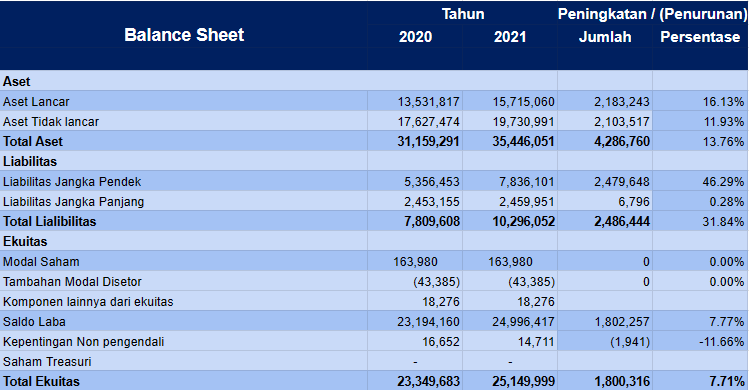 Balance Sheet Tahun Peningkatan / (Penurunan)
2020 2021 Jumlah Persentase
Aset
Aset Lancar 13,531,817 15,715,060 2,183,243 16.13%
Aset Tidak lancar 17,627,474 19,730,991 2,103,517 11.93%
Total Aset 31,159,291 35,446,051 4,286,760 13.76%
Liabilitas
Liabilitas Jangka Pendek 5,356,453 7,836,101 2,479,648 46.29%
Liabilitas Jangka Panjang 2,453,155 2,459,951 6,796 0.28%
Total Lialibilitas 7,809,608 10,296,052 2,486,444 31.84%
Ekuitas
Modal Saham 163,980 163,980 0 0.00%
Tambahan Modal Disetor (43,385) (43,385) 0 0.00%
Komponen lainnya dari ekuitas 18,276 18,276
Saldo Laba 23,194,160 24,996,417 1,802,257 7.77%
Kepentingan Non pengendali 16,652 14,711 (1,941) -11.66%
Saham Treasuri - -
Total Ekuitas 23,349,683 25,149,999 1,800,316 7.71%